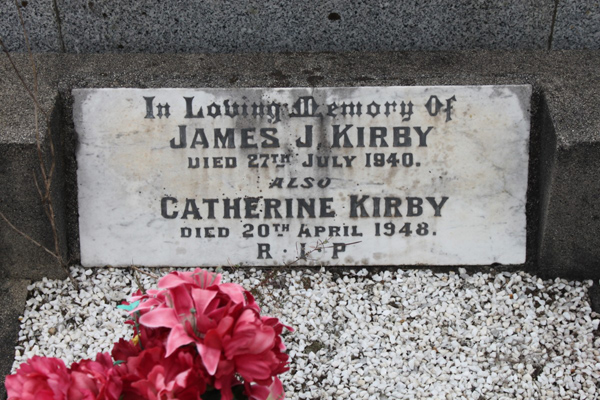 In Loving Memory Of
JAMES J. KIRBY
DIED 27TH JULY 1940.
ALSO
CATHERINE KIRBY
DIED 20TH APRIL 1948.
R · I · P